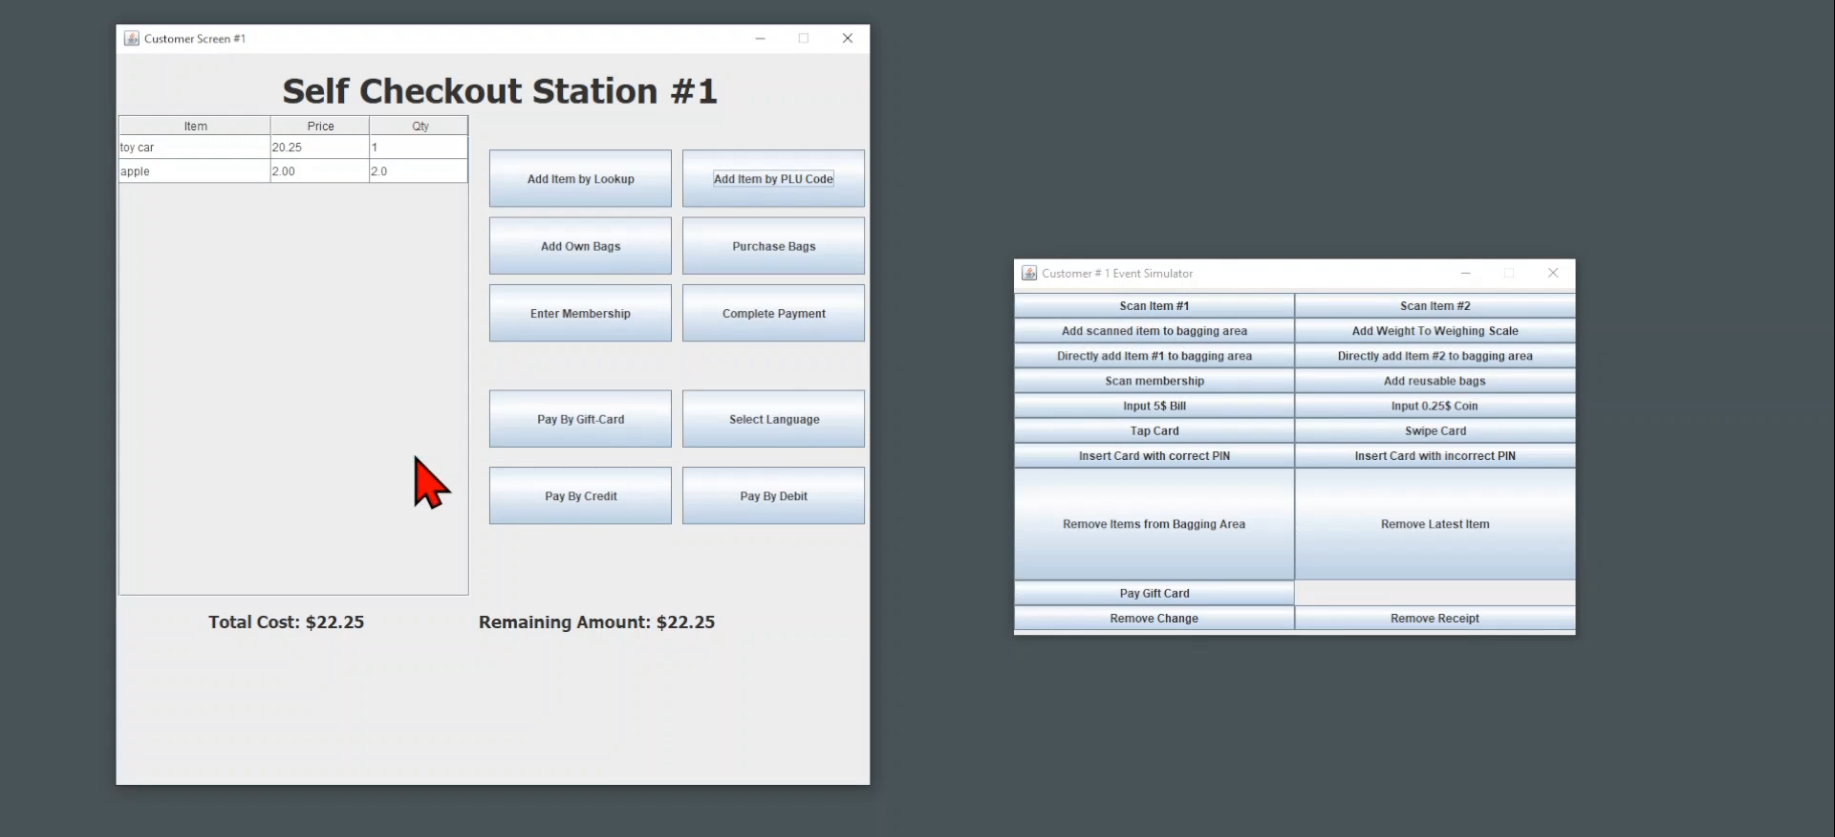 Customer Screen #1
Self Checkout Station #1
Item Price Qty
toy car 20.25 1
apple 2.00 2.0
Add Item by Lookup Add Item by PLU Code
Add Own Bags Purchase Bags
Enter Membership Complete Payment
Pay By Gift-Card Select Language
Pay By Credit Pay By Debit
Total Cost: $22.25 Remaining Amount: $22.25
Customer # 1 Event Simulator
Scan Item #1 Scan Item #2
Add scanned item to bagging area Add Weight To Weighing Scale
Directly add Item #1 to bagging area Directly add Item #2 to bagging area
Scan membership Add reusable bags
Input 5$ Bill Input 0.25$ Coin
Tap Card Swipe Card
Insert Card with correct PIN Insert Card with incorrect PIN
Remove Items from Bagging Area Remove Latest Item
Pay Gift Card
Remove Change Remove Receipt